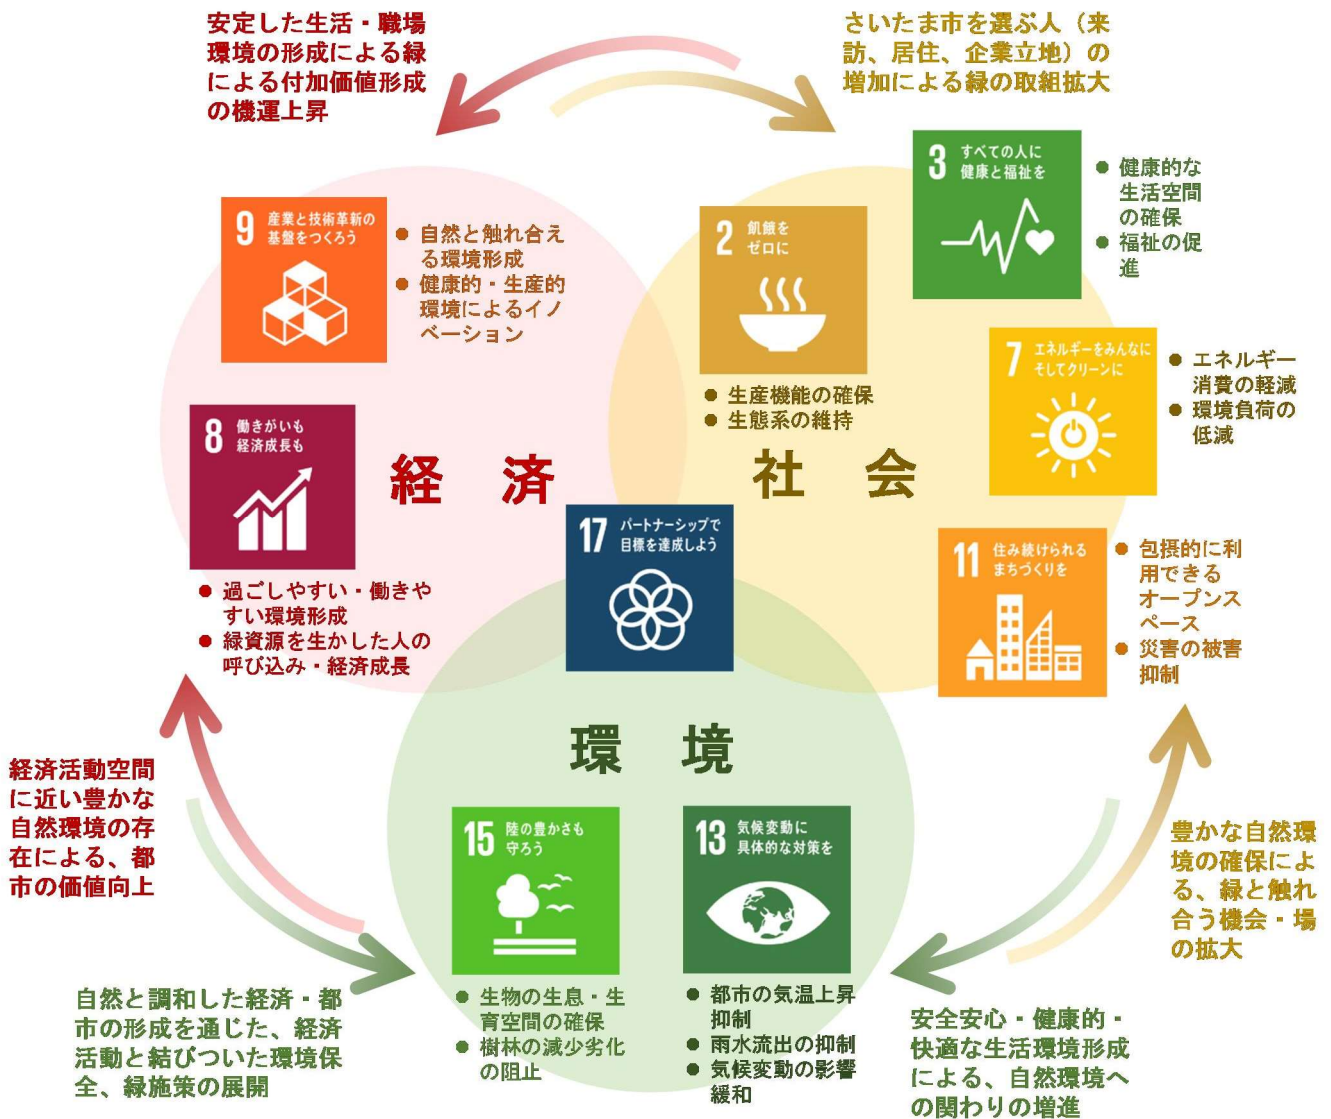 安定した生活・職場
環境の形成による緑
による付加価値形成
の機運上昇
さいたま市を選ぶ人（来
訪、居住、企業立地）の
増加による緑の取組拡大
3 すべての人に
健康と福祉を
● 健康的な
生活空間
の確保
● 福祉の促
進
9 産業と技術革新の
基盤をつくろう
● 自然と触れ合え
る環境形成
● 健康的・生産的
環境によるイノ
ベーション
2 飢餓を
ゼロに
● 生産機能の確保
● 生態系の維持
7 エネルギーをみんなに
そしてクリーンに
● エネルギー
消費の軽減
● 環境負荷の
低減
8 働きがいも
経済成長も
経　済
社　会
● 過ごしやすい・働きや
すい環境形成
● 緑資源を生かした人の
呼び込み・経済成長
17 パートナーシップで
目標を達成しよう
11 住み続けられる
まちづくりを
● 包摂的に利
用できる
オープンス
ペース
● 災害の被害
抑制
環　境
経済活動空間
に近い豊かな
自然環境の存
在による、都
市の価値向上
15 陸の豊かさも
守ろう
13 気候変動に
具体的な対策を
豊かな自然環
境の確保によ
る、緑と触れ
合う機会・場
の拡大
自然と調和した経済・都
市の形成を通じた、経済
活動と結びついた環境保
全、緑施策の展開
● 生物の生息・生
育空間の確保
● 樹林の減少劣化
の阻止
● 都市の気温上昇
抑制
● 雨水流出の抑制
● 気候変動の影響
緩和
安全安心・健康的・
快適な生活環境形成
による、自然環境へ
の関わりの増進